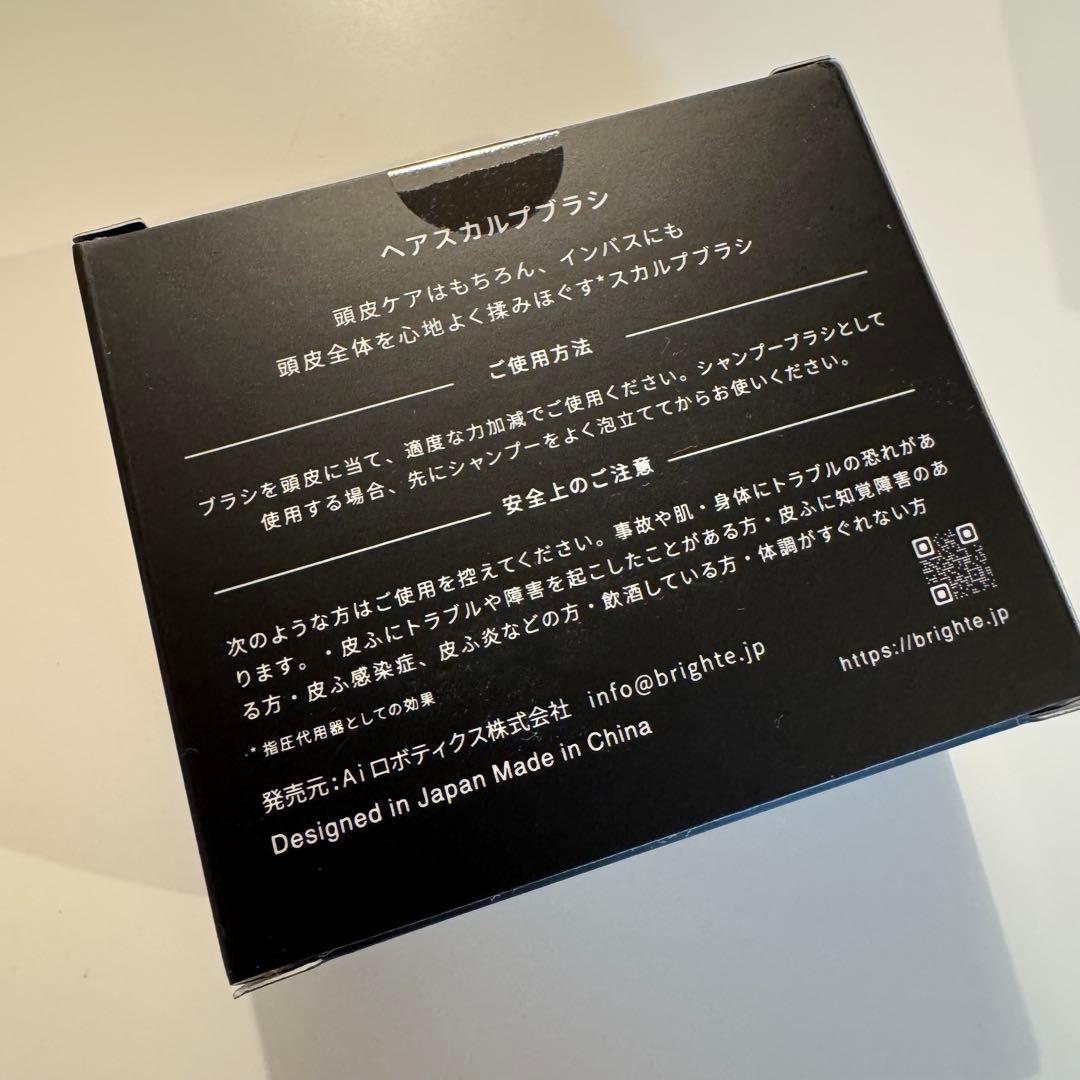 ヘアスカルプブラシ
頭皮ケアはもちろん、インバスにも
頭皮全体を心地よく揉みほぐす*スカルプブラシ
ご使用方法
ブラシを頭皮に当て、適度な力加減でご使用ください。シャンプーブラシとして
使用する場合、先にシャンプーをよく泡立ててからお使いください。
安全上のご注意
次のような方はご使用を控えてください。事故や肌・身体にトラブルの恐れがあ
ります。・皮ふにトラブルや障害を起こしたことがある方・皮ふに知覚障害のあ
る方・皮ふ感染症、皮ふ炎などの方・飲酒している方・体調がすぐれない方
* 指圧代用器としての効果
発売元:Aiロボティクス株式会社 info@brighte.jp
https://brighte.jp
Designed in Japan Made in China